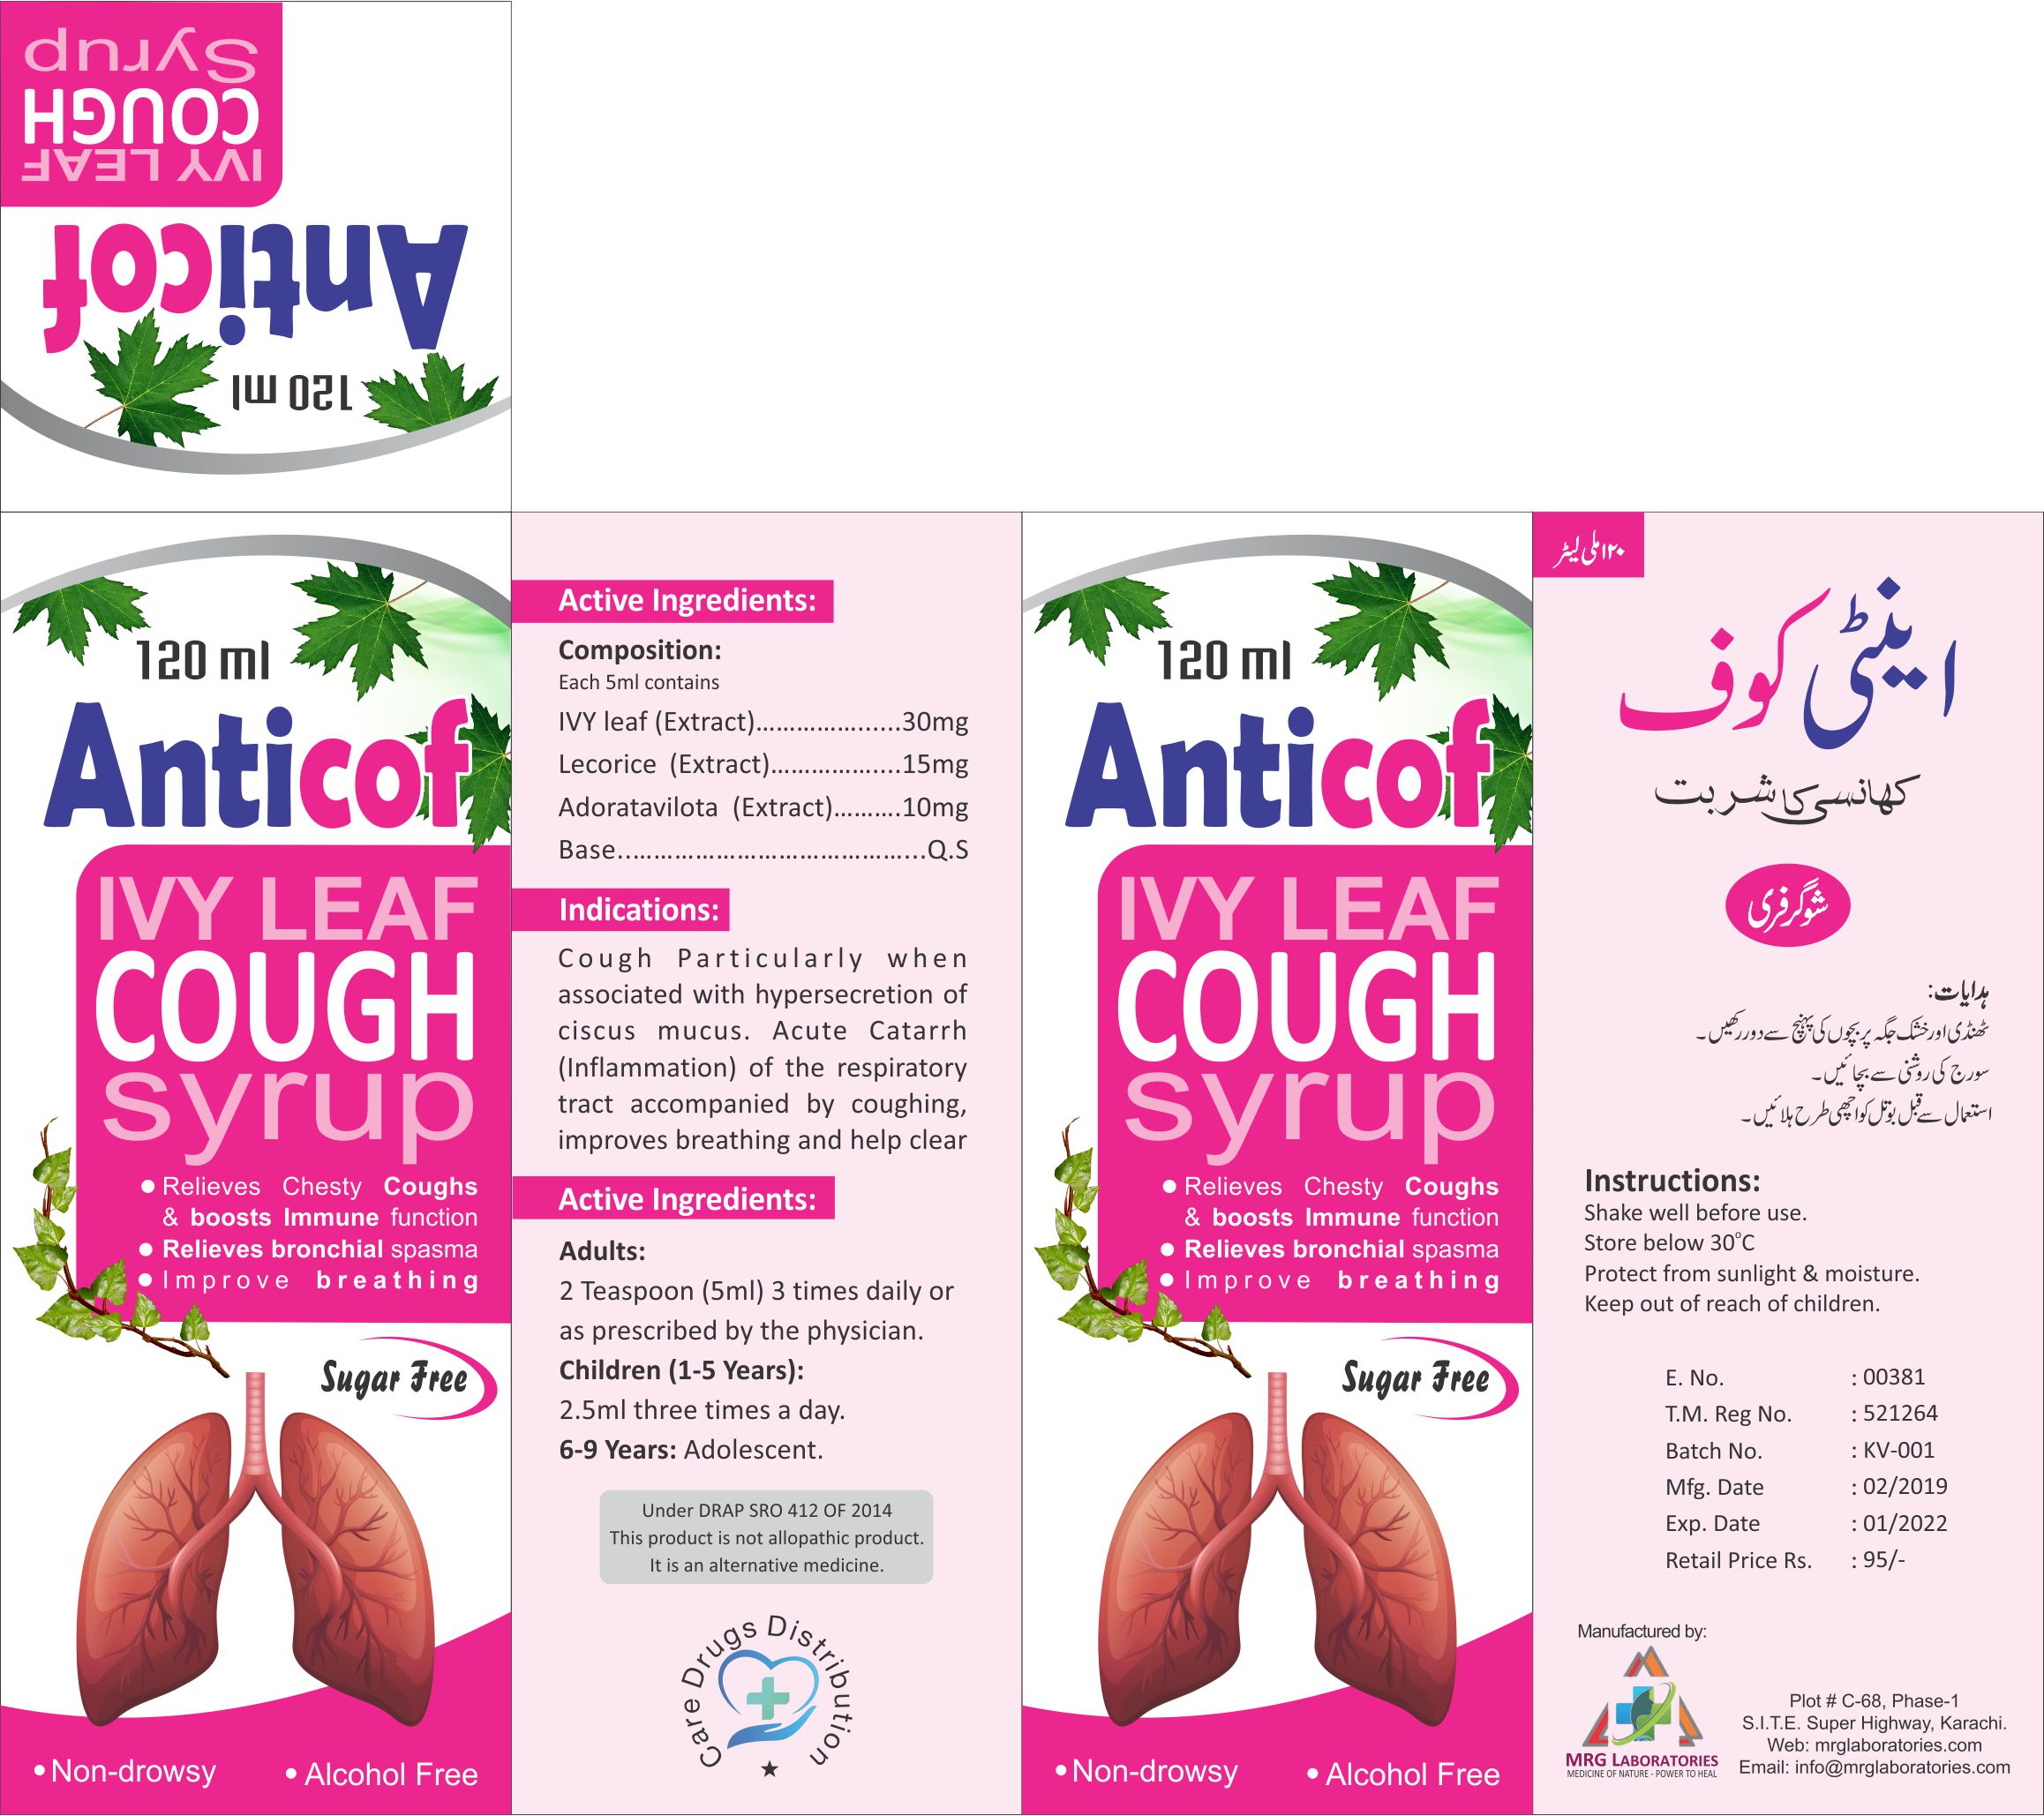 Syrup
COUGH
IVY LEAF
Anticof
120 ml
120 ml
Anticof
IVY LEAF
COUGH
syrup
● Relieves Chesty Coughs
& boosts Immune function
● Relieves bronchial spasma
● Improve breathing
Sugar Free
• Non-drowsy
• Alcohol Free
Active Ingredients:
Composition:
Each 5ml contains
IVY leaf (Extract)......................30mg
Lecorice (Extract)...................15mg
Adoratavilota (Extract)..........10mg
Base.............................................Q.S
Indications:
Cough Particularly when
associated with hypersecretion of
ciscus mucus. Acute Catarrh
(Inflammation) of the respiratory
tract accompanied by coughing,
improves breathing and help clear
Active Ingredients:
Adults:
2 Teaspoon (5ml) 3 times daily or
as prescribed by the physician.
Children (1-5 Years):
2.5ml three times a day.
6-9 Years: Adolescent.
Under DRAP SRO 412 OF 2014
This product is not allopathic product.
It is an alternative medicine.
Care Drugs Distribution
120 ml
Anticof
IVY LEAF
COUGH
syrup
● Relieves Chesty Coughs
& boosts Immune function
● Relieves bronchial spasma
● Improve breathing
Sugar Free
• Non-drowsy
• Alcohol Free
۱۲۰ ملی لیٹر
اینٹی کوف
کھانسی کا شربت
شوگر فری
ہدایات:
ٹھنڈی اور خشک جگہ پر بچوں کی پہنچ سے دور رکھیں۔
سورج کی روشنی سے بچائیں۔
استعمال سے قبل بوتل کو اچھی طرح ہلائیں۔
Instructions:
Shake well before use.
Store below 30°C
Protect from sunlight & moisture.
Keep out of reach of children.
E. No. : 00381
T.M. Reg No. : 521264
Batch No. : KV-001
Mfg. Date : 02/2019
Exp. Date : 01/2022
Retail Price Rs. : 95/-
Manufactured by:
MRG LABORATORIES
MEDICINE OF NATURE - POWER TO HEAL
Plot # C-68, Phase-1
S.I.T.E. Super Highway, Karachi.
Web: mrglaboratories.com
Email: info@mrglaboratories.com